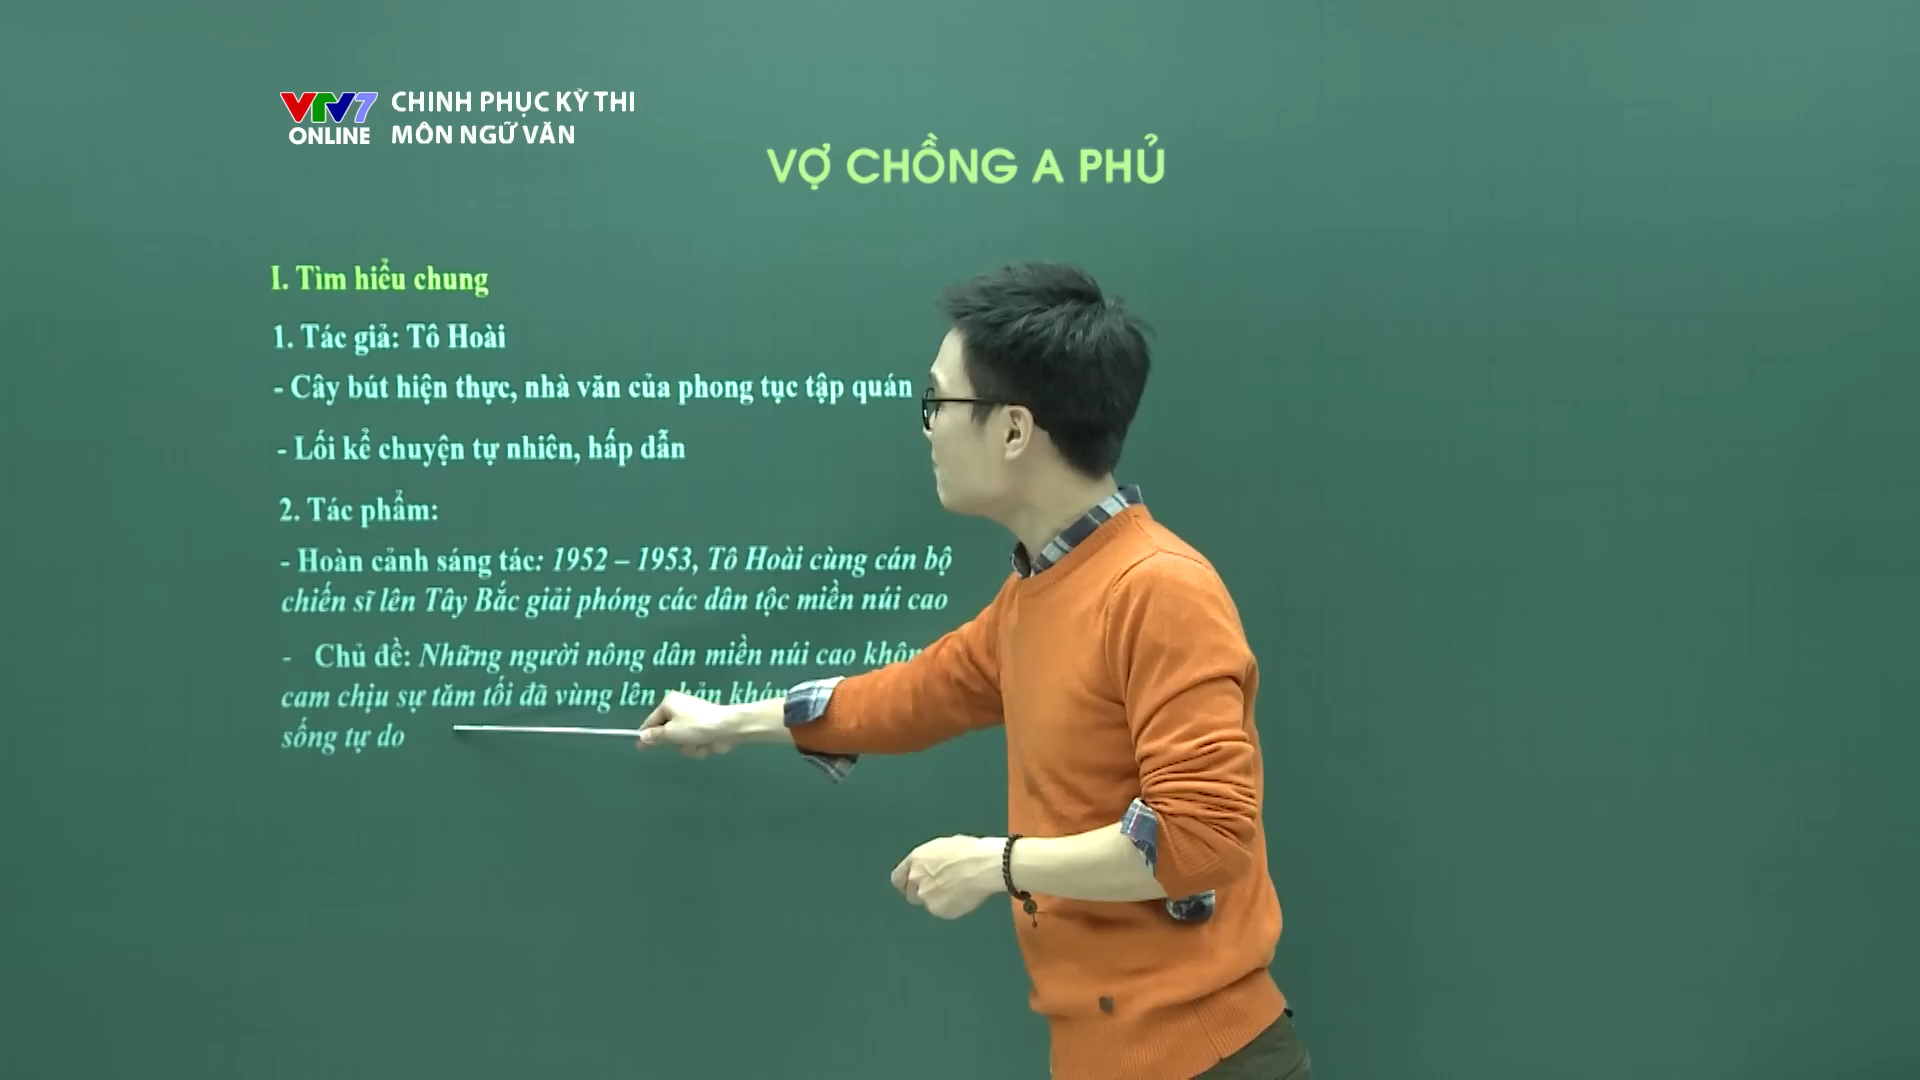 VTV7 ONLINE
CHINH PHỤC KỲ THI
MÔN NGỮ VĂN
VỢ CHỒNG A PHỦ
I. Tìm hiểu chung
1. Tác giả: Tô Hoài
- Cây bút hiện thực, nhà văn của phong tục tập quán
- Lối kể chuyện tự nhiên, hấp dẫn
2. Tác phẩm:
- Hoàn cảnh sáng tác: 1952 – 1953, Tô Hoài cùng cán bộ
chiến sĩ lên Tây Bắc giải phóng các dân tộc miền núi cao
- Chủ đề: Những người nông dân miền núi cao
cam chịu sự tăm tối đã vùng lên
sống tự do